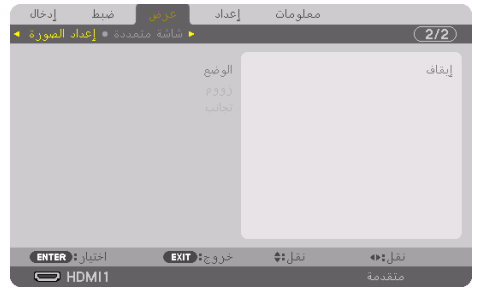 إدخال ضبط عرض إعداد معلومات
◄ إعداد الصورة • شاشة متعددة ► 2/2
الوضع إيقاف
زووم
تجانب
ENTER :اختيار EXIT :خروج نقل: نقل:
HDMI1 متقدمة